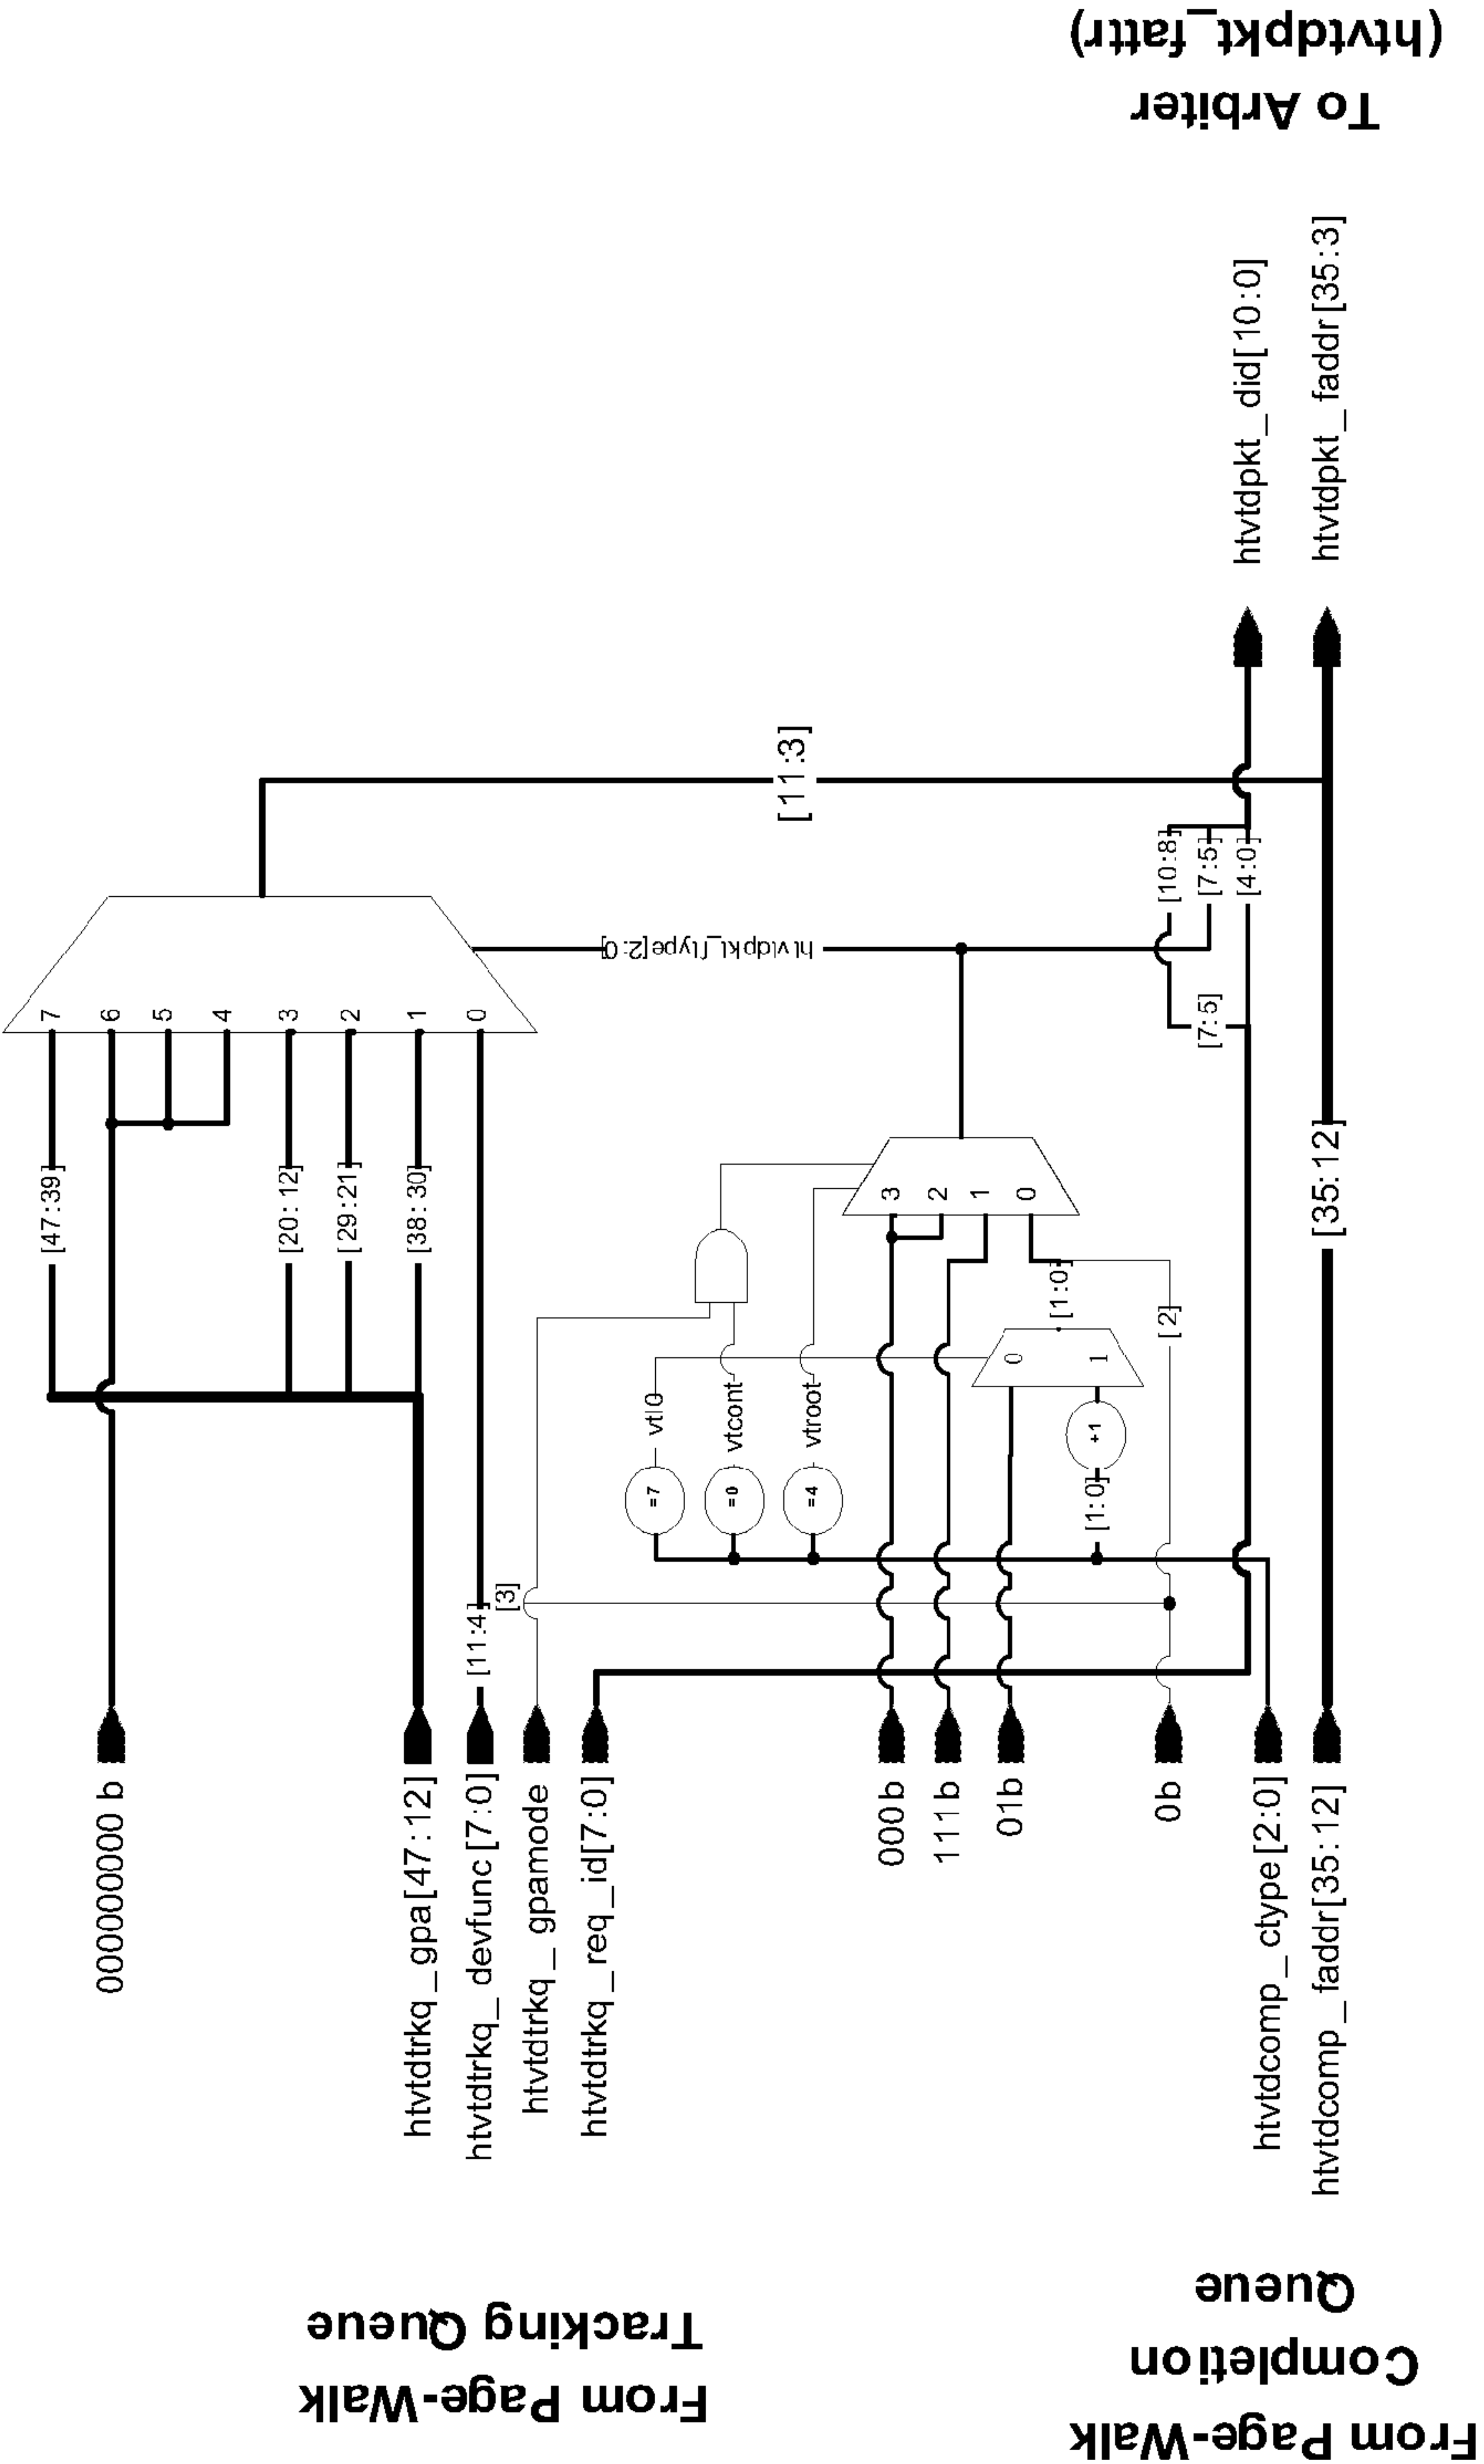 From Page-Walk
Tracking Queue
000000000 b
htvtdtrkq_gpa[47:12]
htvtdtrkq_devfunc[7:0]
htvtdtrkq_gpamode
htvtdtrkq_req_id[7:0]
000b
111b
01b
0b
From Page-Walk
Completion
Queue
htvtdcomp_ctype[2:0]
htvtdcomp_faddr[35:12]
[47:39]
[20:12]
[29:21]
[38:30]
[11:4]
[3]
7
6
5
4
3
2
1
0
=7
vtl0
=0
vtcont
=4
vtroot
[1:0]
+1
0
1
[1:0]
[2]
3
2
1
0
htvtdpkt_ftype[2:0]
[11:3]
[7:5]
[10:8]
[7:5]
[4:0]
[35:12]
htvtdpkt_did[10:0]
htvtdpkt_faddr[35:3]
To Arbiter
(htvtdpkt_fattr)